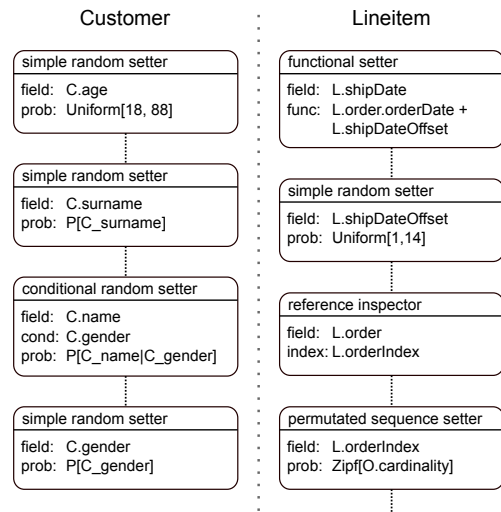 Customer
simple random setter
field: C.age
prob: Uniform[18, 88]
simple random setter
field: C.surname
prob: P[C_surname]
conditional random setter
field: C.name
cond: C.gender
prob: P[C_name|C_gender]
simple random setter
field: C.gender
prob: P[C_gender]
Lineitem
functional setter
field: L.shipDate
func: L.order.orderDate +
L.shipDateOffset
simple random setter
field: L.shipDateOffset
prob: Uniform[1,14]
reference inspector
field: L.order
index: L.orderIndex
permutated sequence setter
field: L.orderIndex
prob: Zipf[O.cardinality]